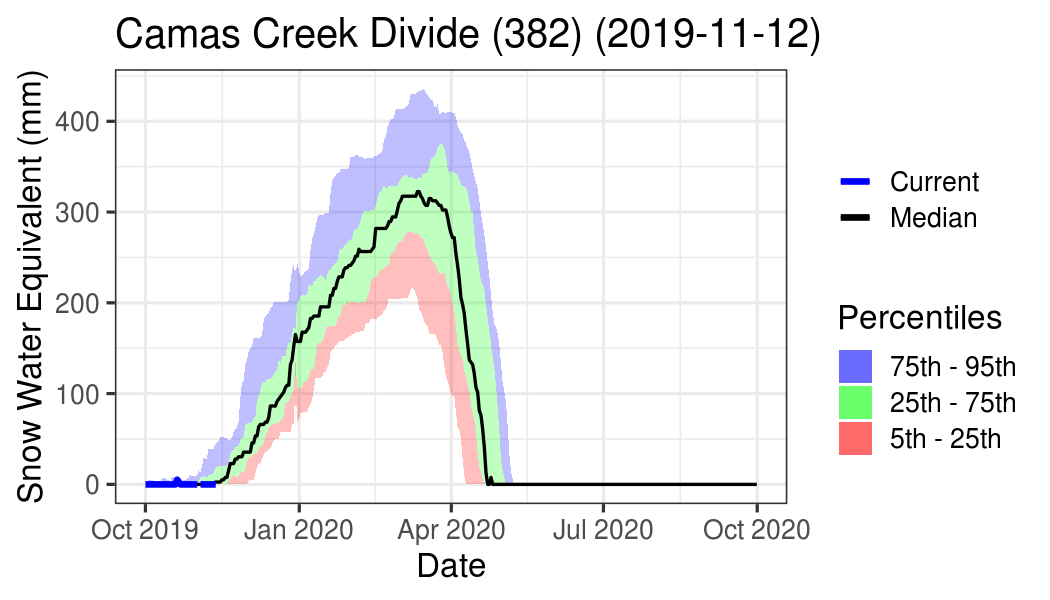 Camas Creek Divide (382) (2019-11-12)
Snow Water Equivalent (mm)
400
300
200
100
0
Oct 2019
Jan 2020
Apr 2020
Jul 2020
Oct 2020
Date
Current
Median
Percentiles
75th - 95th
25th - 75th
5th - 25th